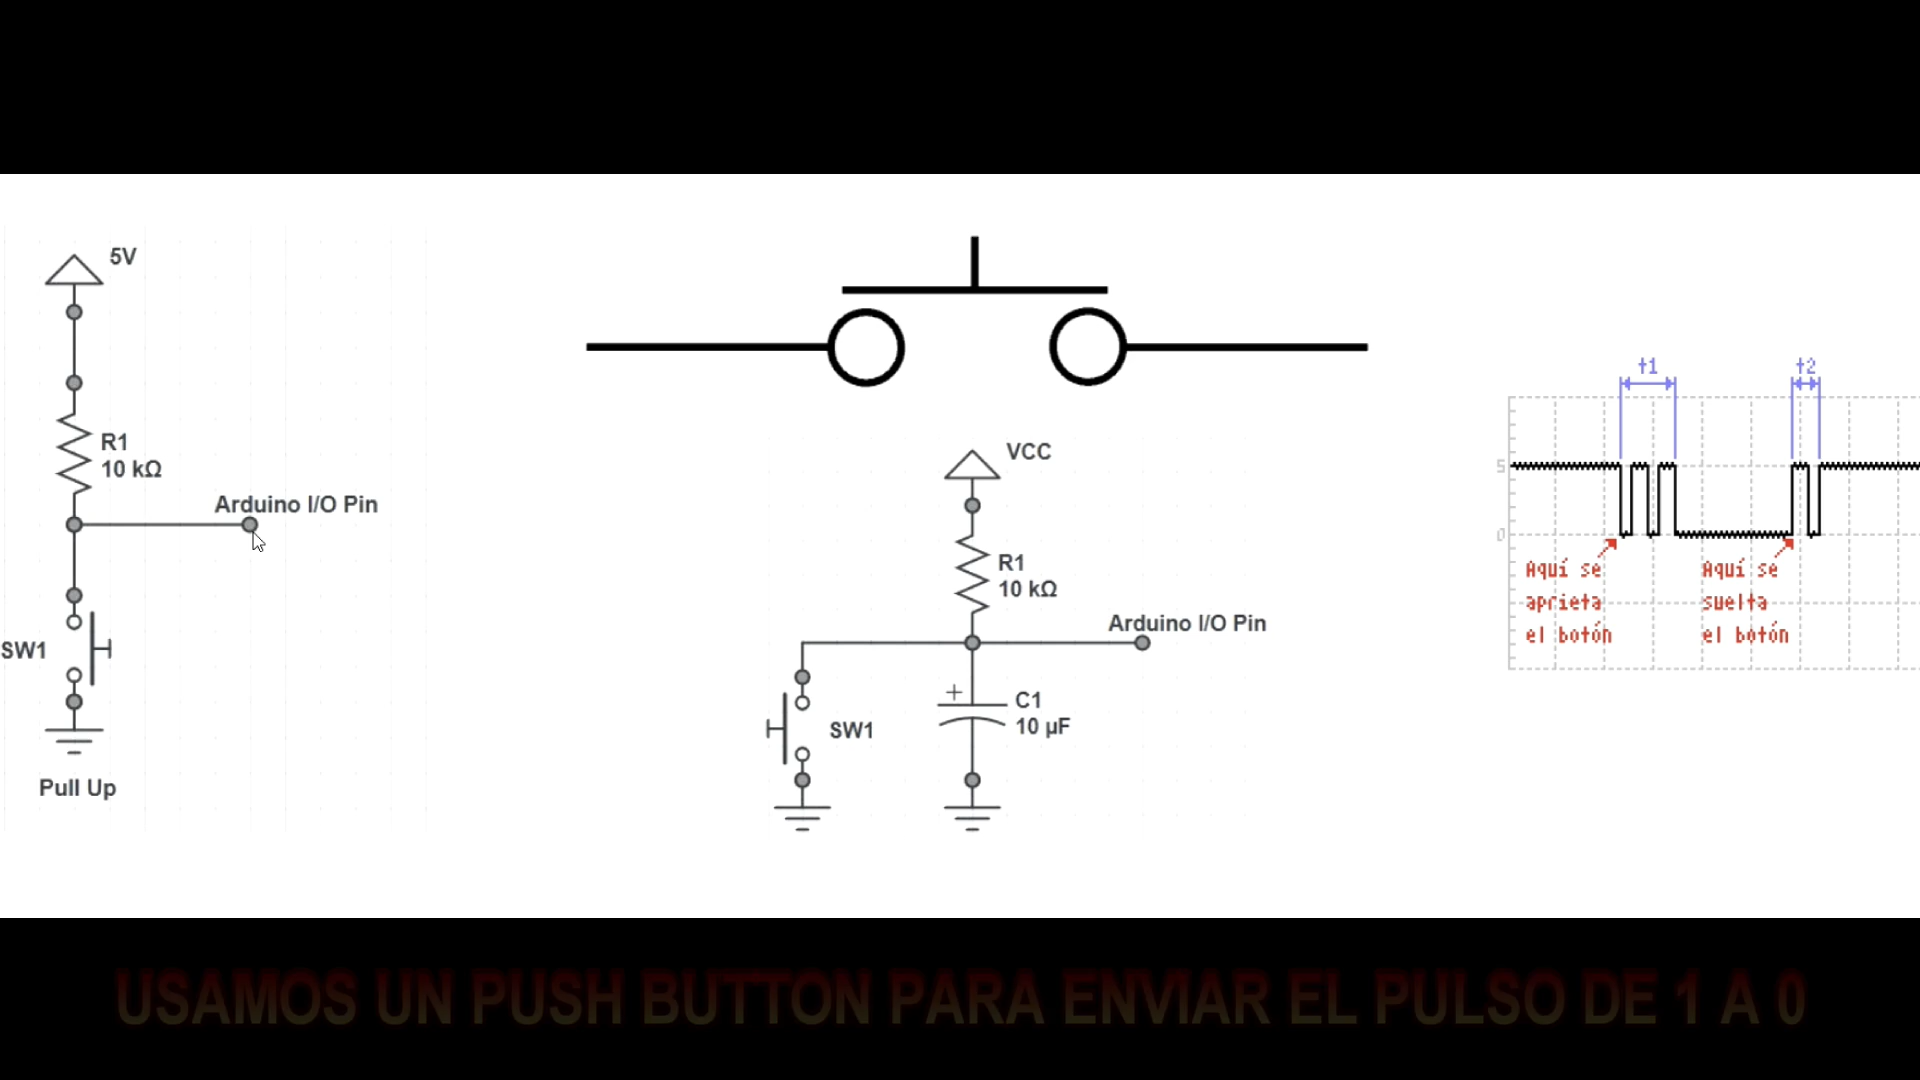 5V
R1
10 kΩ
Arduino I/O Pin
SW1
Pull Up
VCC
R1
10 kΩ
Arduino I/O Pin
SW1
+
C1
10 µF
t1
t2
5
0
Aquí se
aprieta
el botón
Aquí se
suelta
el botón
USAMOS UN PUSH BUTTON PARA ENVIAR EL PULSO DE 1 A 0